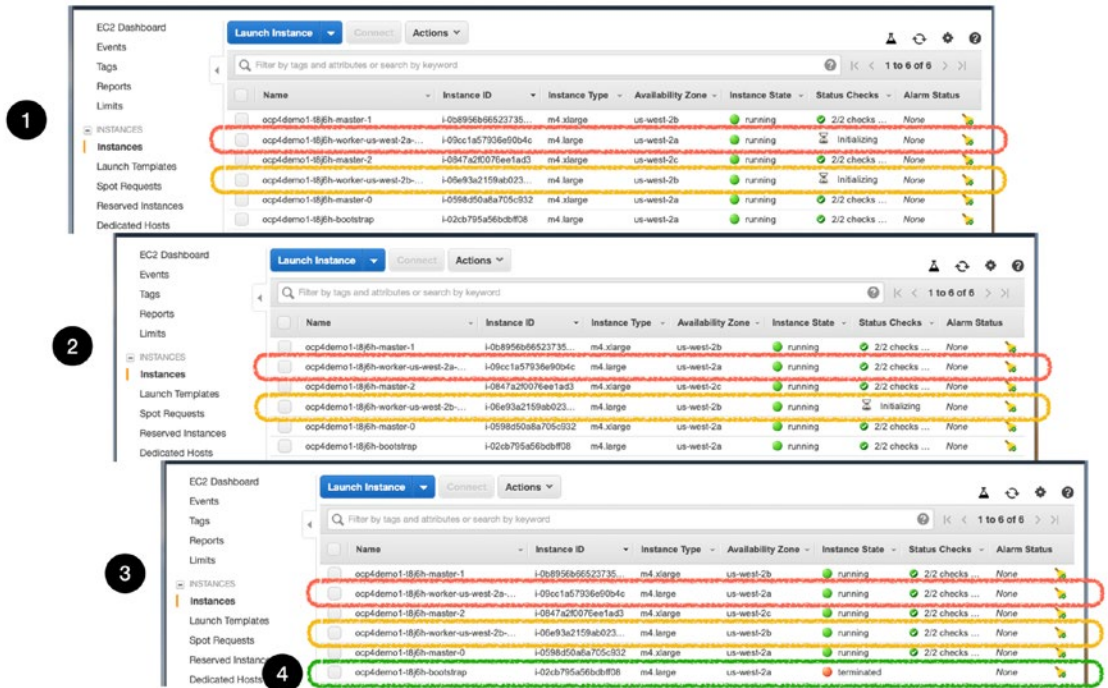 1
EC2 Dashboard
Events
Tags
Reports
Limits
INSTANCES
Instances
Launch Templates
Spot Requests
Reserved Instances
Dedicated Hosts
Launch Instance Connect Actions
Filter by tags and attributes or search by keyword 1 to 6 of 6
Name Instance ID Instance Type Availability Zone Instance State Status Checks Alarm Status
ocp4demo1-t8j6h-master-1 i-0b8956b66523735... m4.xlarge us-west-2b running 2/2 checks ... None
ocp4demo1-t8j6h-worker-us-west-2a-... i-09cc1a57936e90b4c m4.large us-west-2a running Initializing None
ocp4demo1-t8j6h-master-2 i-0847a2f0076ee1ad3 m4.xlarge us-west-2c running 2/2 checks ... None
ocp4demo1-t8j6h-worker-us-west-2b-... i-06e93a2159ab023... m4.large us-west-2b running Initializing None
ocp4demo1-t8j6h-master-0 i-0598d50a8a705c932 m4.xlarge us-west-2a running 2/2 checks ... None
ocp4demo1-t8j6h-bootstrap i-02cb795a56bdbff08 m4.large us-west-2a running 2/2 checks ... None
2
EC2 Dashboard
Events
Tags
Reports
Limits
INSTANCES
Instances
Launch Templates
Spot Requests
Reserved Instances
Dedicated Hosts
Launch Instance Connect Actions
Filter by tags and attributes or search by keyword 1 to 6 of 6
Name Instance ID Instance Type Availability Zone Instance State Status Checks Alarm Status
ocp4demo1-t8j6h-master-1 i-0b8956b66523735... m4.xlarge us-west-2b running 2/2 checks ... None
ocp4demo1-t8j6h-worker-us-west-2a-... i-09cc1a57936e90b4c m4.large us-west-2a running 2/2 checks ... None
ocp4demo1-t8j6h-master-2 i-0847a2f0076ee1ad3 m4.xlarge us-west-2c running 2/2 checks ... None
ocp4demo1-t8j6h-worker-us-west-2b-... i-06e93a2159ab023... m4.large us-west-2b running Initializing None
ocp4demo1-t8j6h-master-0 i-0598d50a8a705c932 m4.xlarge us-west-2a running 2/2 checks ... None
ocp4demo1-t8j6h-bootstrap i-02cb795a56bdbff08 m4.large us-west-2a running 2/2 checks ... None
3
EC2 Dashboard
Events
Tags
Reports
Limits
INSTANCES
Instances
Launch Templates
Spot Requests
Reserved Instance
Dedicated Hosts
Launch Instance Connect Actions
Filter by tags and attributes or search by keyword 1 to 6 of 6
Name Instance ID Instance Type Availability Zone Instance State Status Checks Alarm Status
ocp4demo1-t8j6h-master-1 i-0b8956b66523735... m4.xlarge us-west-2b running 2/2 checks ... None
ocp4demo1-t8j6h-worker-us-west-2a-... i-09cc1a57936e90b4c m4.large us-west-2a running 2/2 checks ... None
ocp4demo1-t8j6h-master-2 i-0847a2f0076ee1ad3 m4.xlarge us-west-2c running 2/2 checks ... None
ocp4demo1-t8j6h-worker-us-west-2b-... i-06e93a2159ab023... m4.large us-west-2b running 2/2 checks ... None
ocp4demo1-t8j6h-master-0 i-0598d50a8a705c932 m4.xlarge us-west-2a running 2/2 checks ... None
4
ocp4demo1-t8j6h-bootstrap i-02cb795a56bdbff08 m4.large us-west-2a terminated None